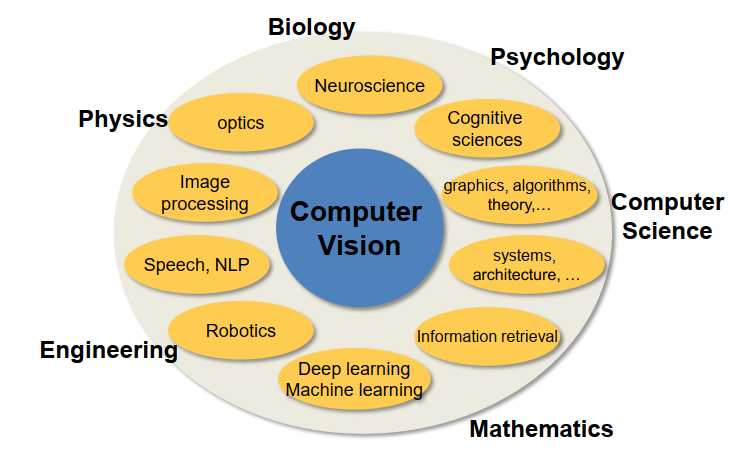 Biology
Psychology
Neuroscience
Physics
optics
Cognitive
sciences
Image
processing
graphics, algorithms,
theory,…
Computer
Vision
Computer
Science
Speech, NLP
systems,
architecture, …
Robotics
Information retrieval
Engineering
Deep learning
Machine learning
Mathematics